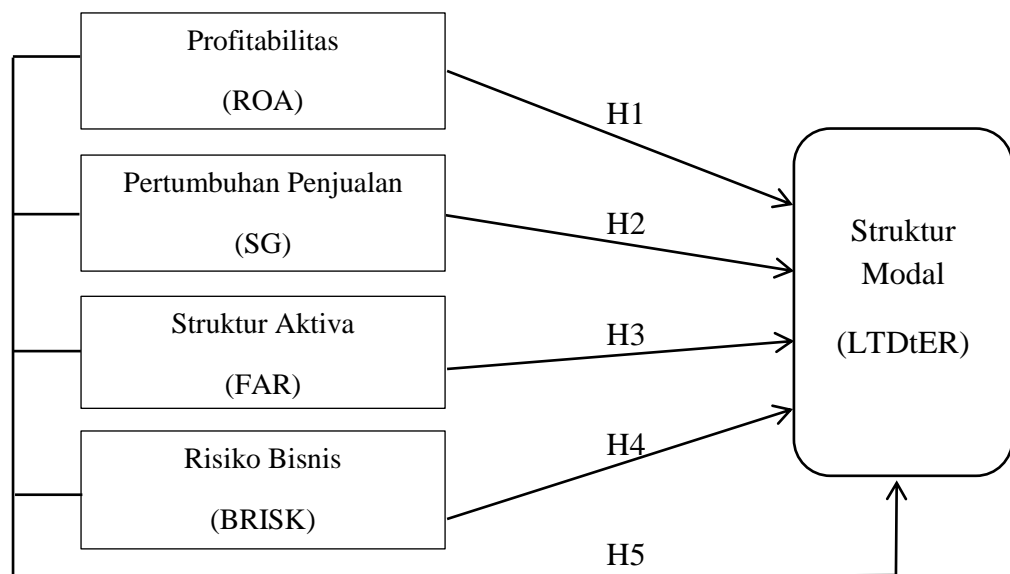 Profitabilitas
(ROA)
Pertumbuhan Penjualan
(SG)
Struktur Aktiva
(FAR)
Risiko Bisnis
(BRISK)
H1
H2
H3
H4
H5
Struktur
Modal
(LTDtER)